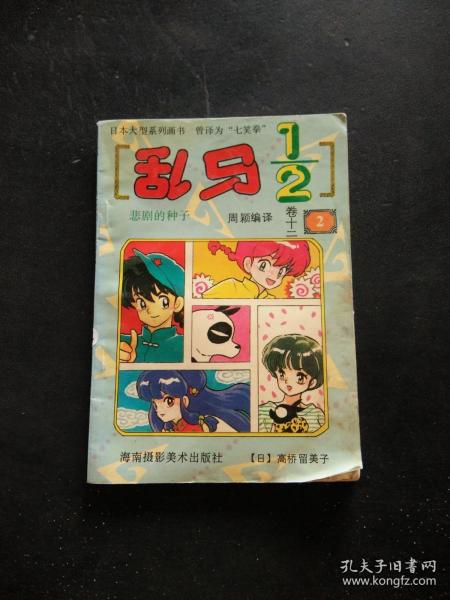 日本大型系列画书 曾译为“七笑拳”
[乱马1/2]
悲剧的种子
周颖编译
卷十二
2
海南摄影美术出版社
【日】高桥留美子
孔夫子旧书网
www.kongfz.com